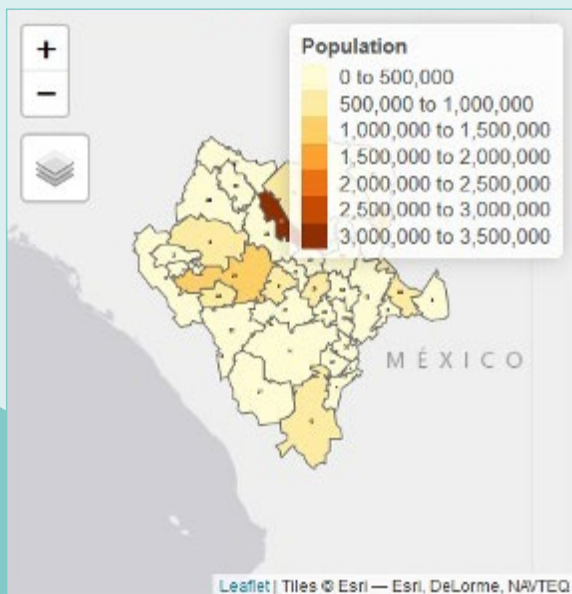 +
−
Population
0 to 500,000
500,000 to 1,000,000
1,000,000 to 1,500,000
1,500,000 to 2,000,000
2,000,000 to 2,500,000
2,500,000 to 3,000,000
3,000,000 to 3,500,000
MÉXICO
Leaflet | Tiles © Esri — Esri, DeLorme, NAVTEQ